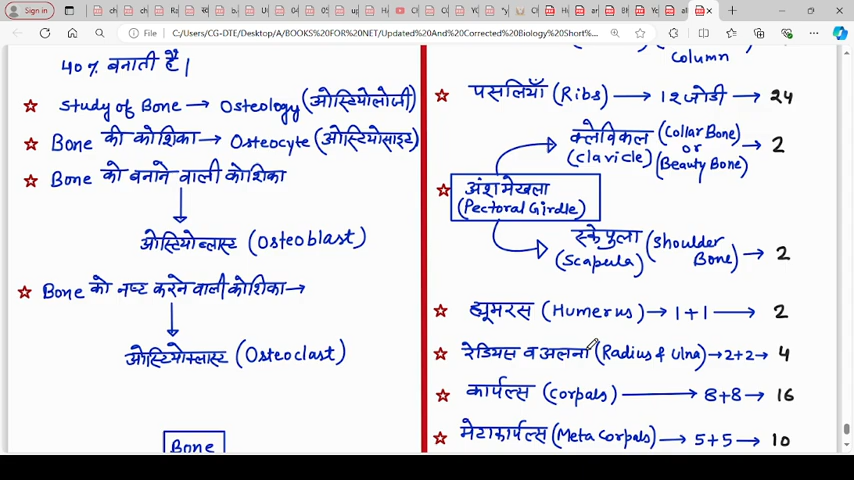 Sign in
C:/Users/CG-DTE/Desktop/A/BOOKS%20FOR%20NET/Updated%20And%20Corrected%20Biology%20Short%...
40% बनाती है|
Study of Bone → Osteology (ओस्टियोलोजी)
Bone की कोशिका → Osteocyte (ओस्टियोसाइट)
Bone को बनाने वाली कोशिका
ओस्टियोब्लास्ट (Osteoblast)
Bone को नष्ट करने वाली कोशिका →
ओस्टियोक्लास्ट (Osteoclast)
Bone
Column
पसलियाँ (Ribs) → 12 जोडी → 24
क्लेविकल (clavicle) (Collar Bone) or (Beauty Bone) → 2
अंश मेखला
(Pectoral Girdle)
स्केपुला (Scapula) (Shoulder Bone) → 2
ह्यूमरस (Humerus) → 1+1 → 2
रेडियस व अलना (Radius & Ulna) → 2+2 → 4
कार्पल्स (Corpals) → 8+8 → 16
मेटाकार्पल्स (Meta Corpals) → 5+5 → 10